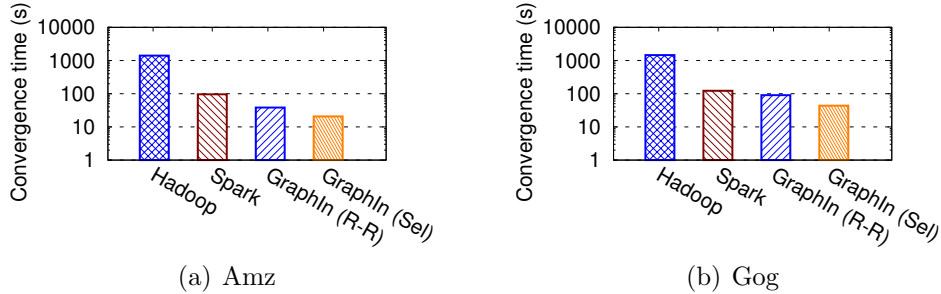 Convergence time (s)
10000
1000
100
10
1
Hadoop
Spark
GraphIn (R-R)
GraphIn (Sel)
(a) Amz
Convergence time (s)
10000
1000
100
10
1
Hadoop
Spark
GraphIn (R-R)
GraphIn (Sel)
(b) Gog